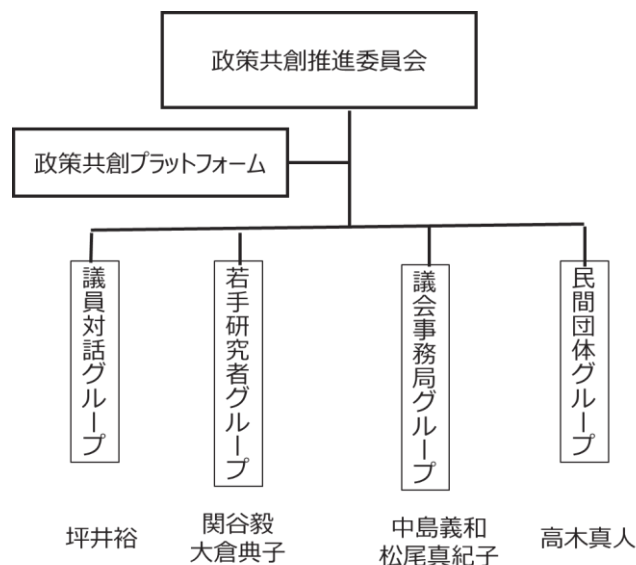 政策共創推進委員会
政策共創プラットフォーム
議員対話グループ
若手研究者グループ
議会事務局グループ
民間団体グループ
坪井裕
関谷毅
大倉典子
中島義和
松尾真紀子
高木真人